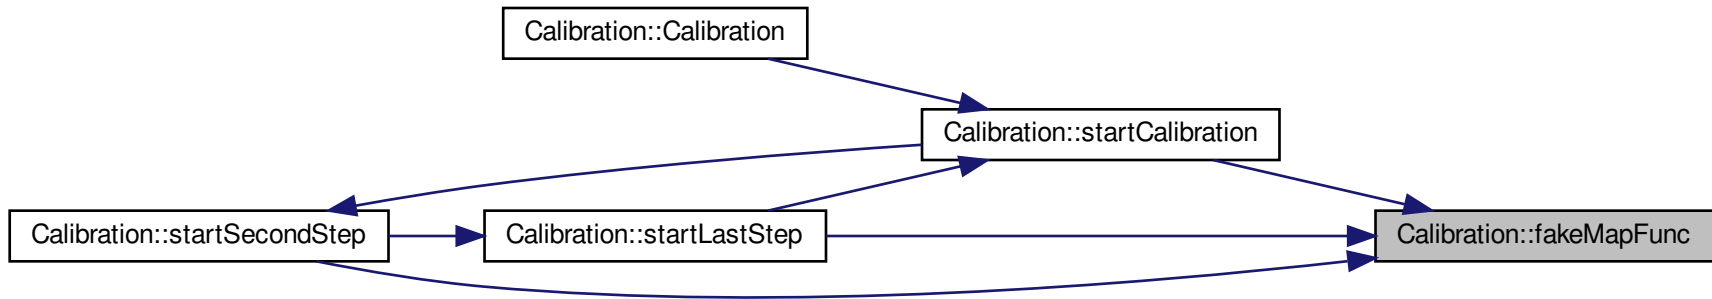 Calibration::Calibration
Calibration::startCalibration
Calibration::startSecondStep
Calibration::startLastStep
Calibration::fakeMapFunc